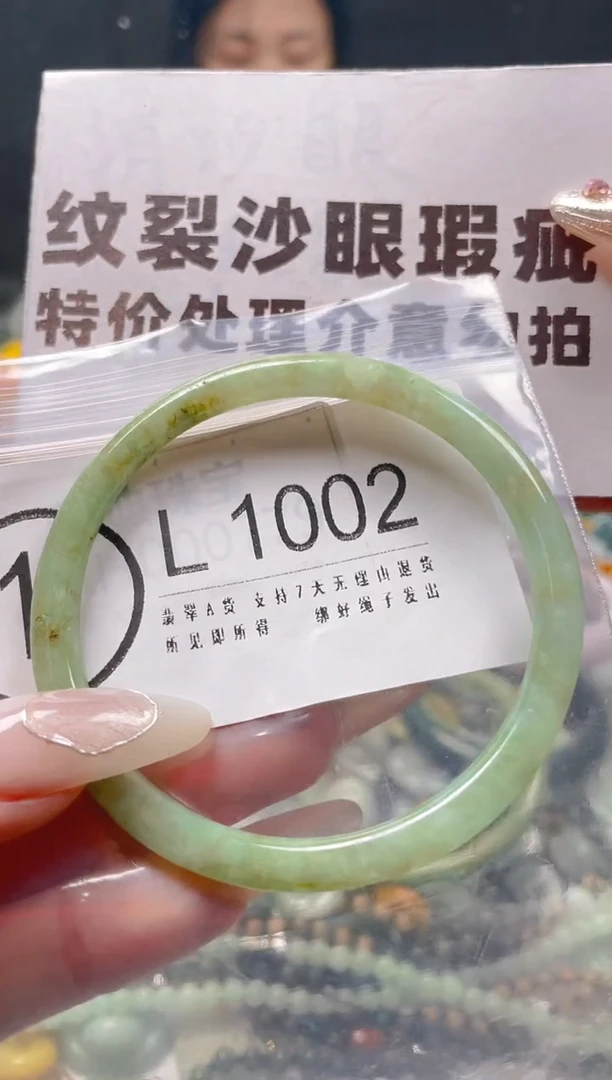 纹裂沙眼瑕疵
特价处理介意勿拍
1
L 1002
翡翠A货 支持7天无理由退货
所见即所得 绑好绳子发出